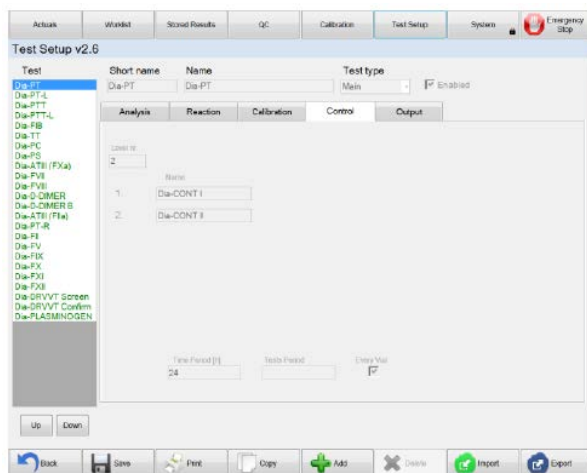 Actuals Worklist Stored Results QC Calibration Test Setup System Emergency Stop
Test Setup v2.6
Test Short name Name Test type
Dia-PT Dia-PT Main Enabled
Analysis Reaction Calibration Control Output
Dia-PT
Dia-PT-L
Dia-PTT
Dia-PTT-L
Dia-FIB
Dia-TT
Dia-PC
Dia-PS
Dia-ATIII (FXa)
Dia-FVII
Dia-FVIII
Dia-D-DIMER
Dia-D-DIMER B
Dia-ATIII (FIIa)
Dia-PT-R
Dia-FII
Dia-FV
Dia-FIX
Dia-FX
Dia-FXI
Dia-FXII
Dia-DRVVT Screen
Dia-DRVVT Confirm
Dia-PLASMINOGEN
Level nr.
2
Name
1. Dia-CONT I
2. Dia-CONT II
Time Period [h] Tests Period Every Vial
24
Up Down
Back Save Print Copy Add Delete Import Export